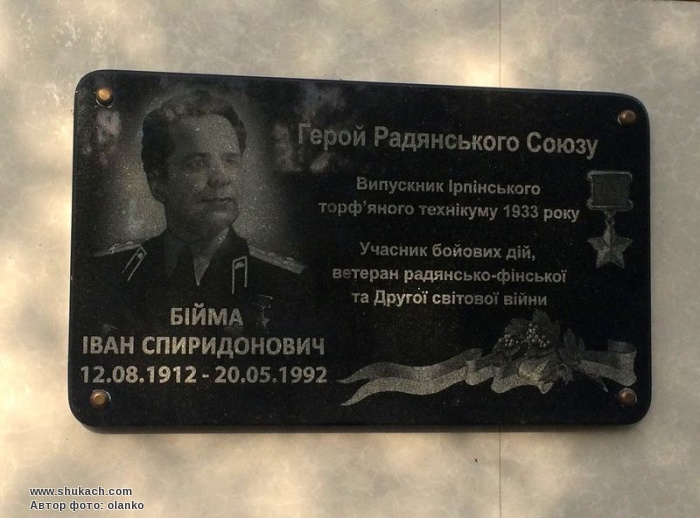 Герой Радянського Союзу
Випускник Ірпінського
торф'яного технікуму 1933 року
Учасник бойових дій,
ветеран радянсько-фінської
та Другої світової війни
БІЙМА
ІВАН СПИРИДОНОВИЧ
12.08.1912 - 20.05.1992
www.shukach.com
Автор фото: olanko